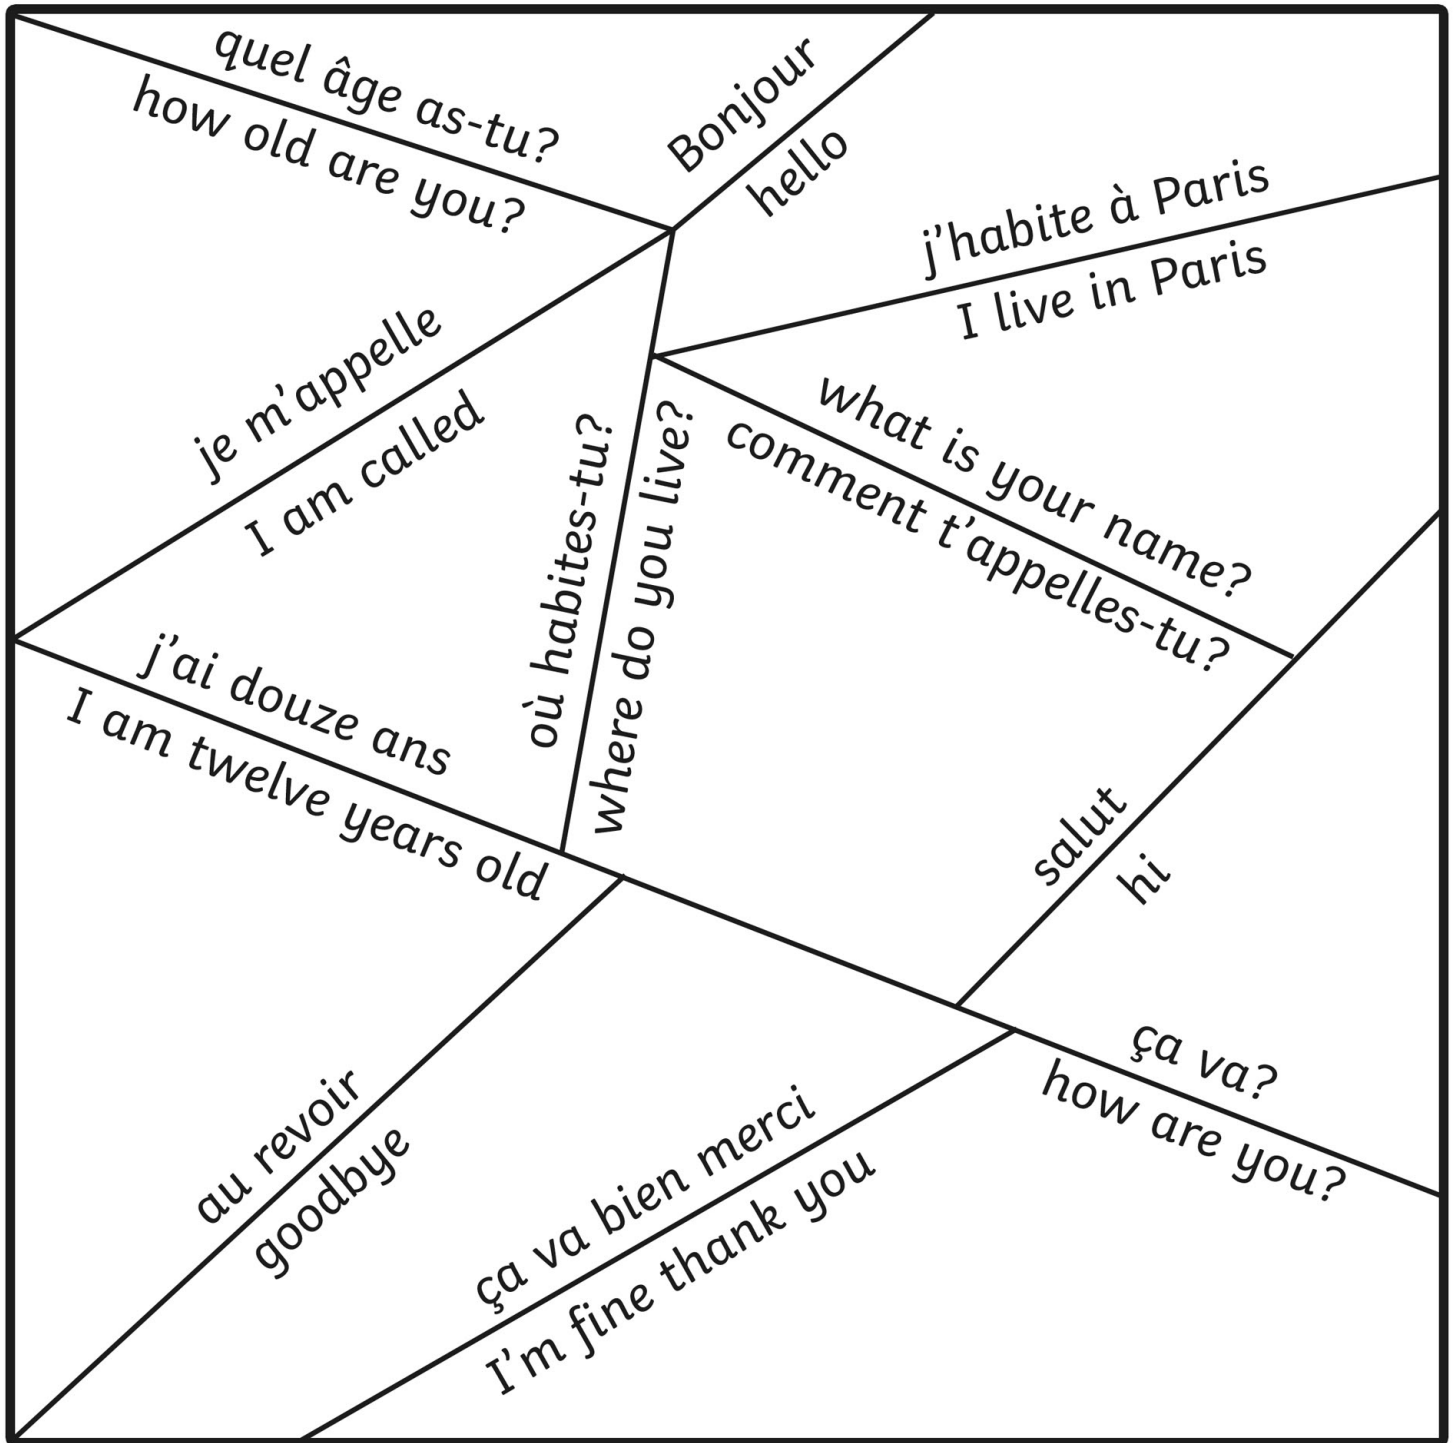 quel âge as-tu?
how old are you?
Bonjour
hello
j'habite à Paris
I live in Paris
je m'appelle
I am called
what is your name?
comment t'appelles-tu?
où habites-tu?
where do you live?
j'ai douze ans
I am twelve years old
salut
hi
ça va?
how are you?
au revoir
goodbye
ça va bien merci
I'm fine thank you